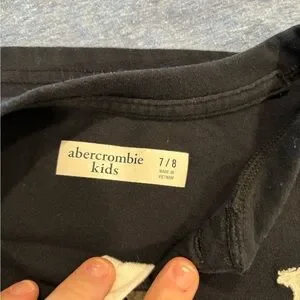 abercrombie
kids
7/8
MADE IN
VIETNAM